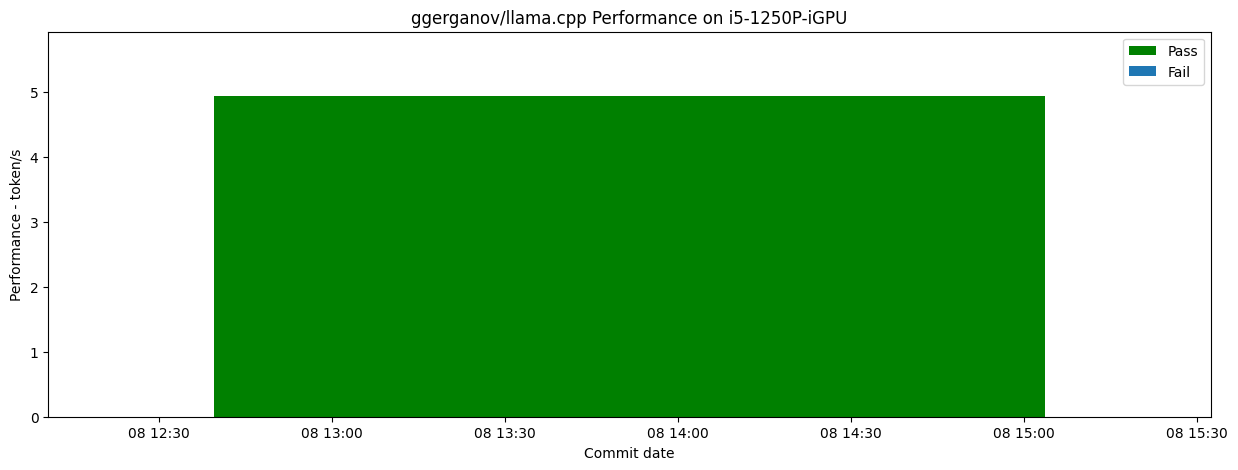 ggerganov/llama.cpp Performance on i5-1250P-iGPU
Pass
Fail
Performance - token/s
5
4
3
2
1
0
08 12:30
08 13:00
08 13:30
08 14:00
08 14:30
08 15:00
08 15:30
Commit date